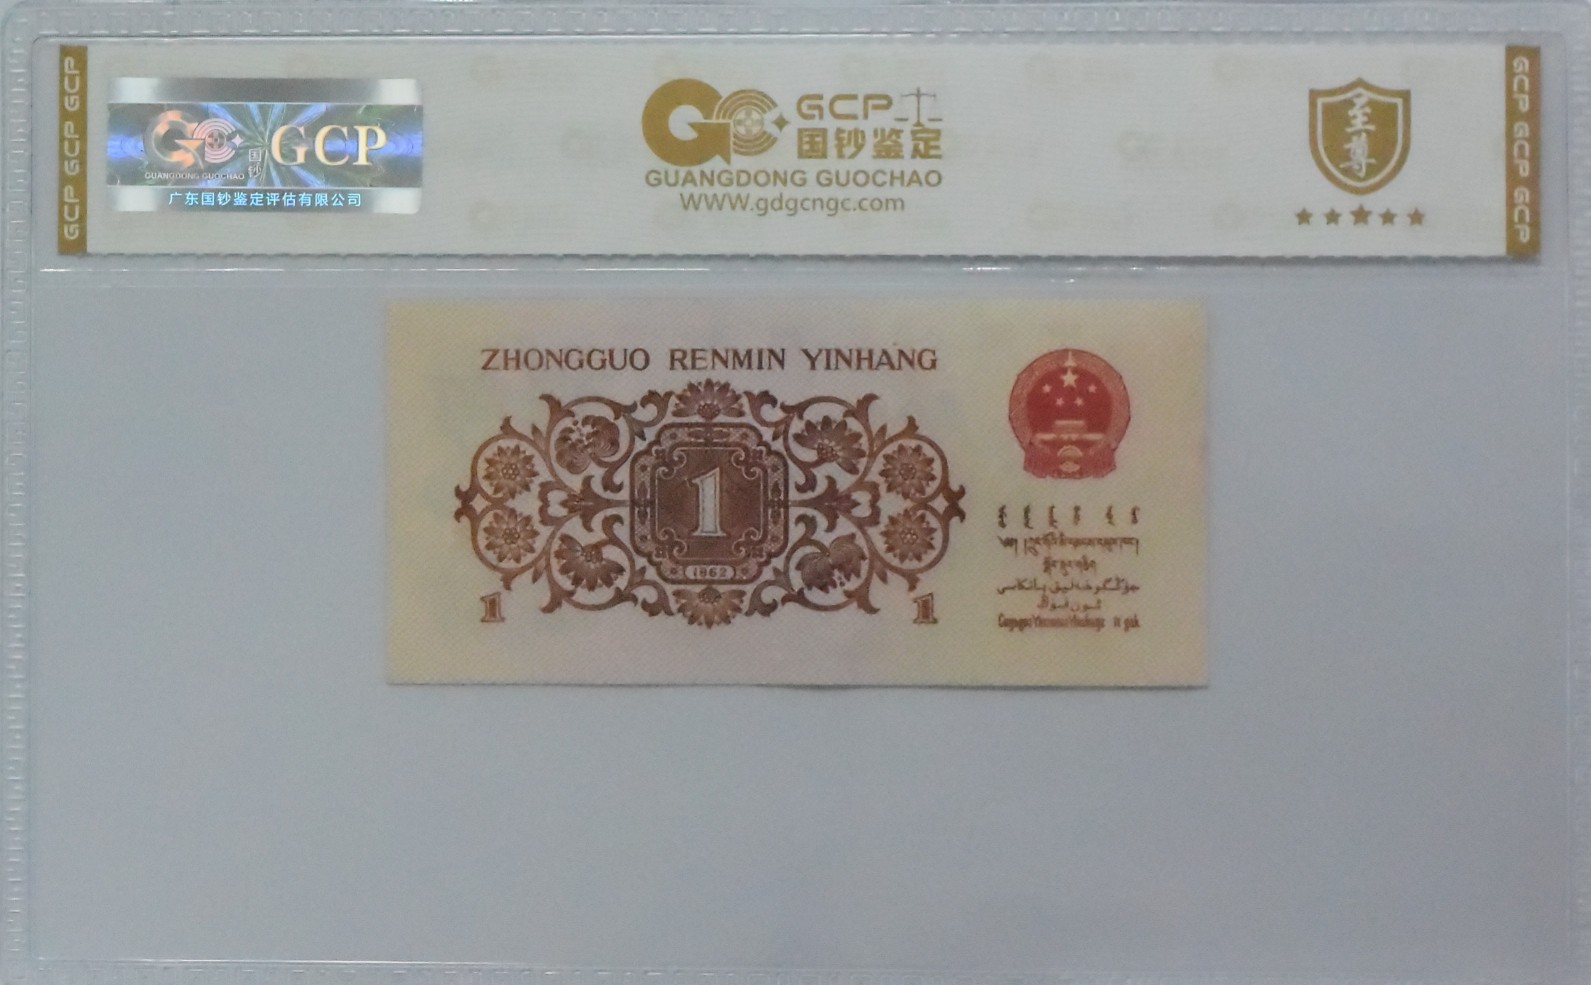 GCP GCP GCP
GCP
国钞
GUANGDONG GUOCHAO
广东国钞鉴定评估有限公司
GCP
国钞鉴定
GUANGDONG GUOCHAO
WWW.gdgcngc.com
至尊
GCP GCP GCP
ZHONGGUO RENMIN YINHANG
1
1962
1
1